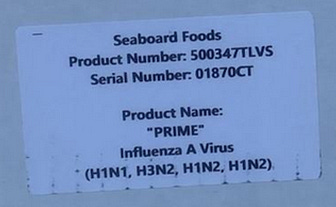 Seaboard Foods
Product Number: 500347TLVS
Serial Number: 01870CT
Product Name:
"PRIME"
Influenza A Virus
(H1N1, H3N2, H1N2, H1N2)